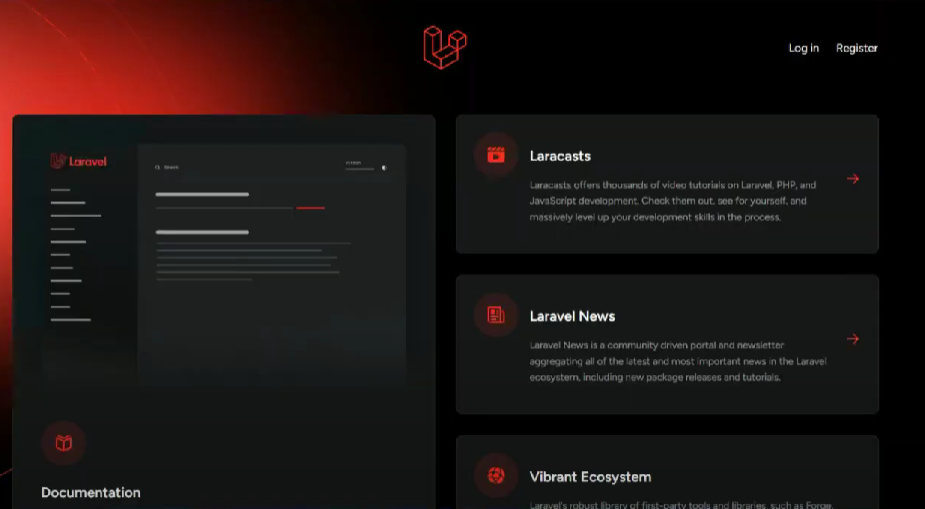 Log in Register
Laravel
Laracasts
Laracasts offers thousands of video tutorials on Laravel, PHP, and
JavaScript development. Check them out, see for yourself, and
massively level up your development skills in the process.
Laravel News
Laravel News is a community driven portal and newsletter
aggregating all of the latest and most important news in the Laravel
ecosystem, including new package releases and tutorials.
Documentation
Vibrant Ecosystem
Laravel's robust library of first-party tools and libraries, such as Forge,